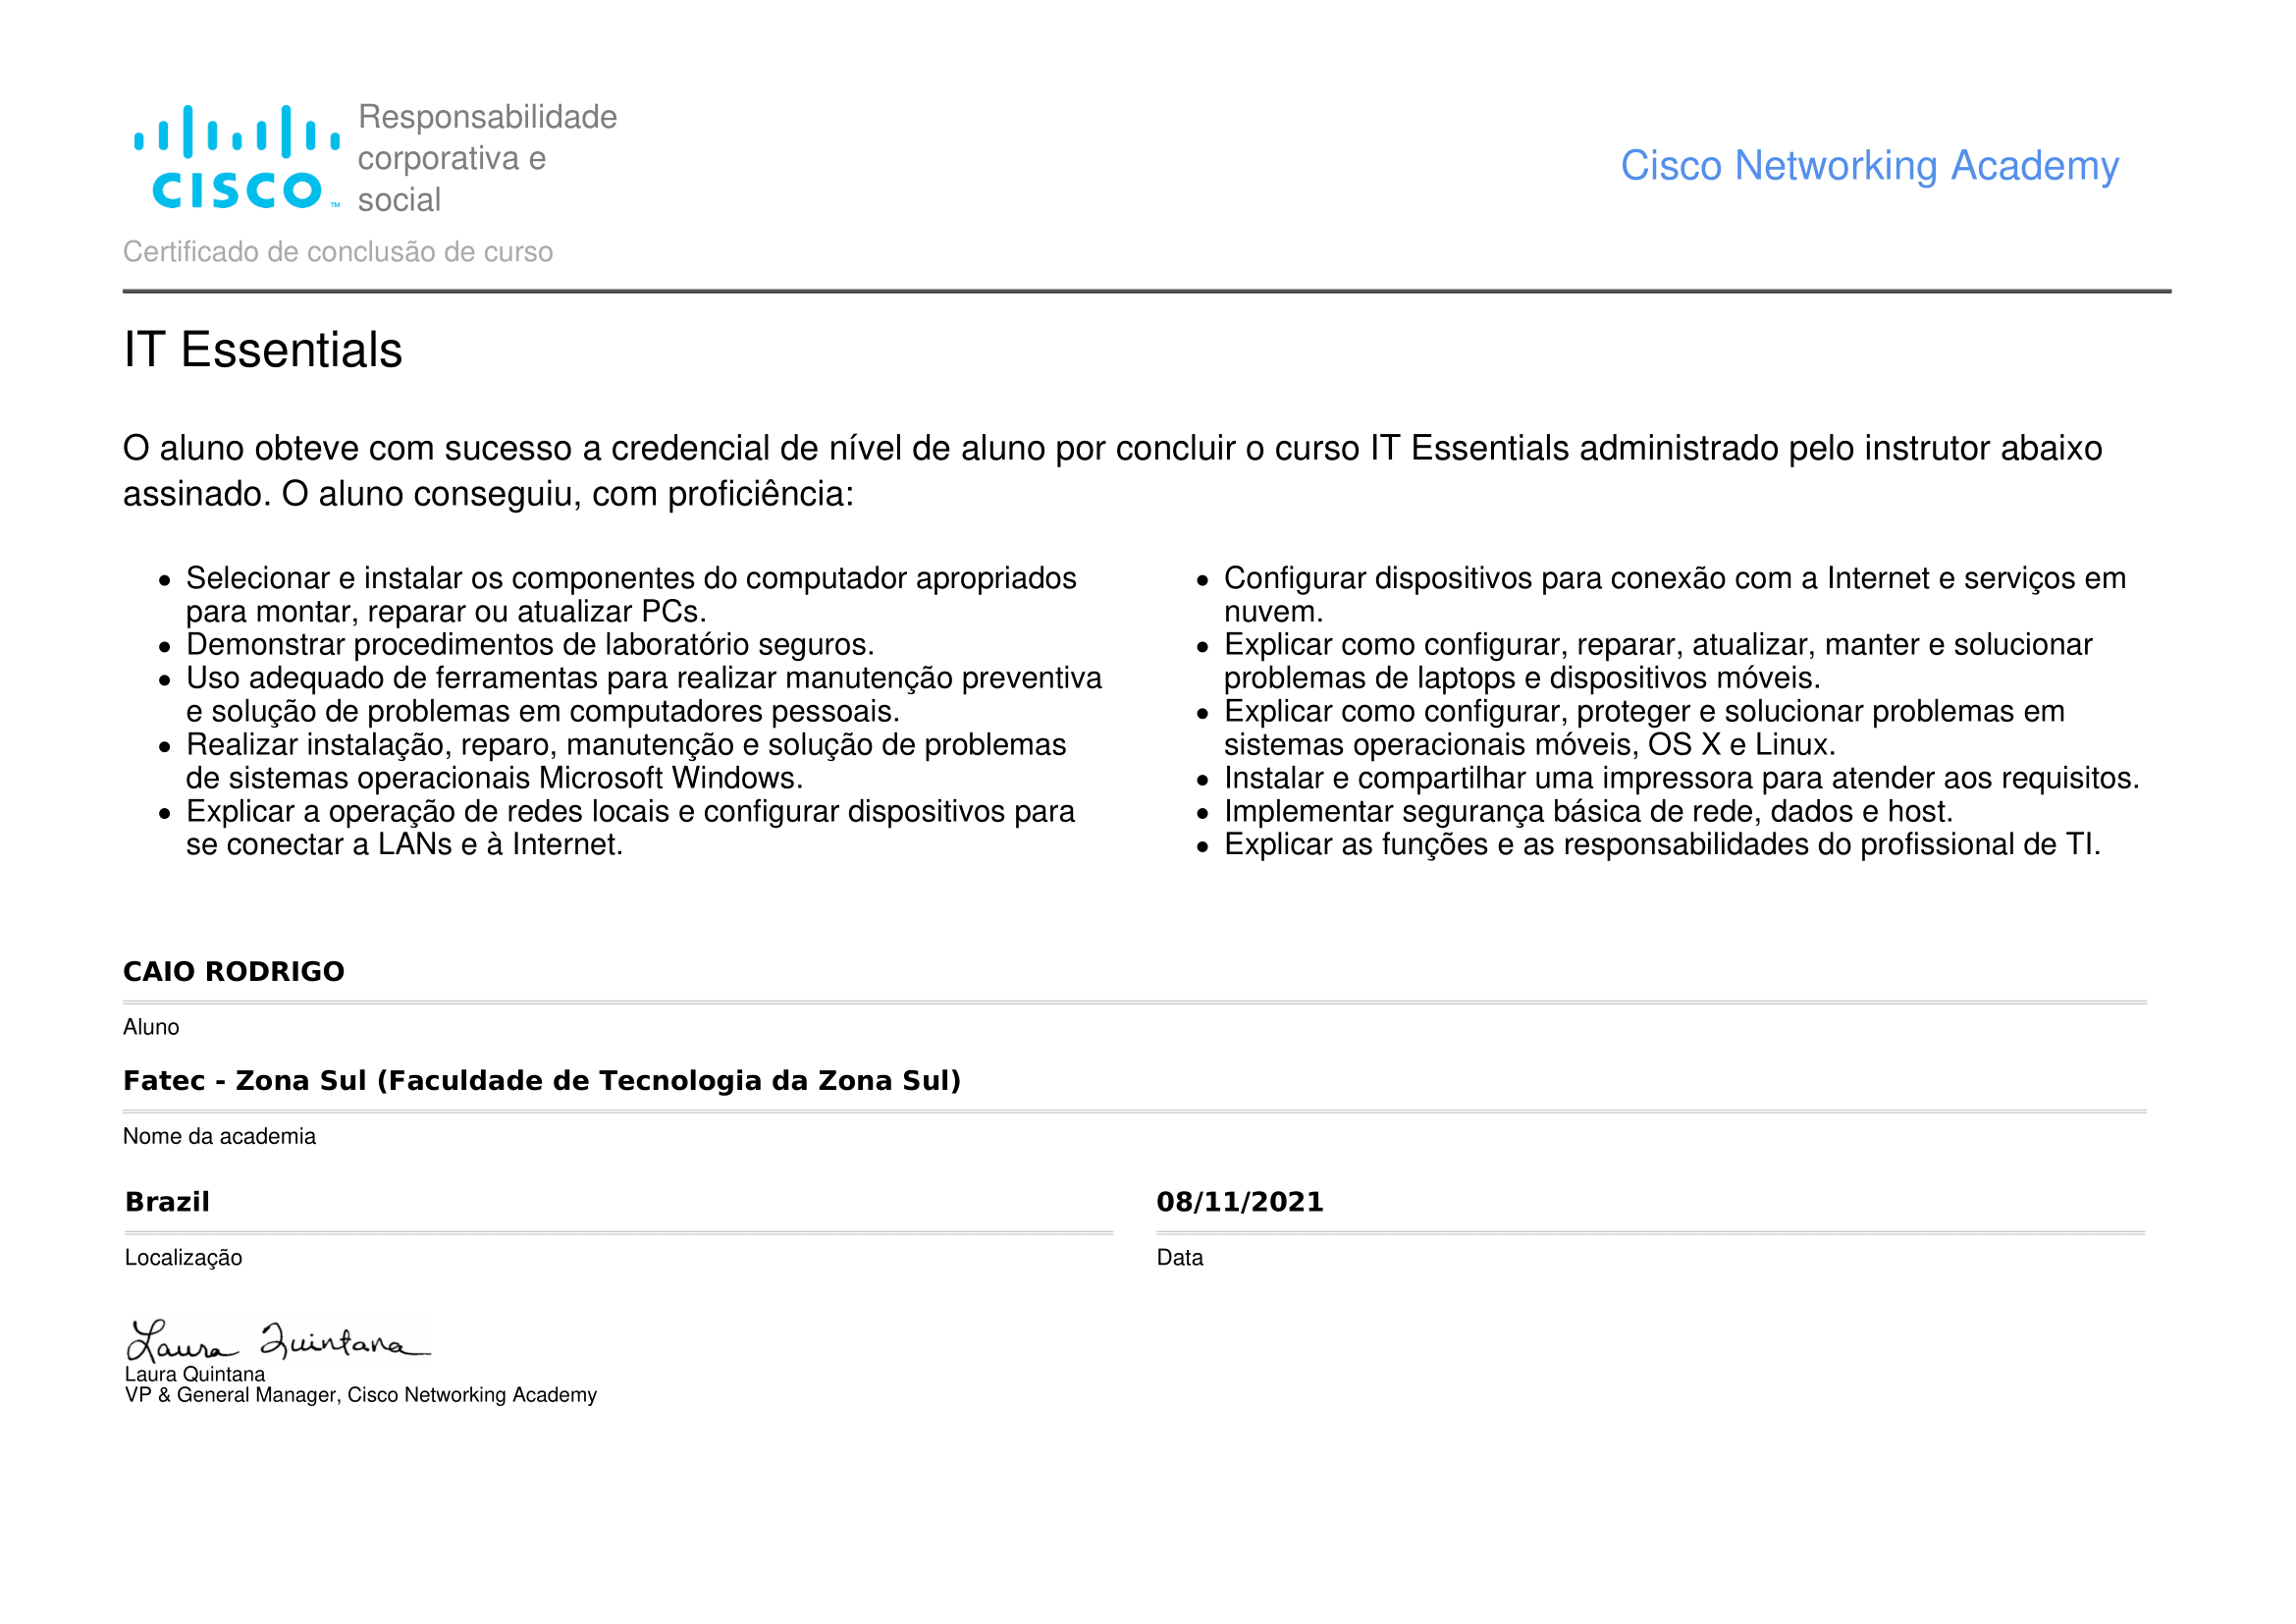 CISCO™
Responsabilidade
corporativa e
social
Cisco Networking Academy
Certificado de conclusão de curso
IT Essentials
O aluno obteve com sucesso a credencial de nível de aluno por concluir o curso IT Essentials administrado pelo instrutor abaixo
assinado. O aluno conseguiu, com proficiência:
• Selecionar e instalar os componentes do computador apropriados
para montar, reparar ou atualizar PCs.
• Demonstrar procedimentos de laboratório seguros.
• Uso adequado de ferramentas para realizar manutenção preventiva
e solução de problemas em computadores pessoais.
• Realizar instalação, reparo, manutenção e solução de problemas
de sistemas operacionais Microsoft Windows.
• Explicar a operação de redes locais e configurar dispositivos para
se conectar a LANs e à Internet.
• Configurar dispositivos para conexão com a Internet e serviços em
nuvem.
• Explicar como configurar, reparar, atualizar, manter e solucionar
problemas de laptops e dispositivos móveis.
• Explicar como configurar, proteger e solucionar problemas em
sistemas operacionais móveis, OS X e Linux.
• Instalar e compartilhar uma impressora para atender aos requisitos.
• Implementar segurança básica de rede, dados e host.
• Explicar as funções e as responsabilidades do profissional de TI.
CAIO RODRIGO
Aluno
Fatec - Zona Sul (Faculdade de Tecnologia da Zona Sul)
Nome da academia
Brazil
Localização
08/11/2021
Data
Laura Quintana
Laura Quintana
VP & General Manager, Cisco Networking Academy